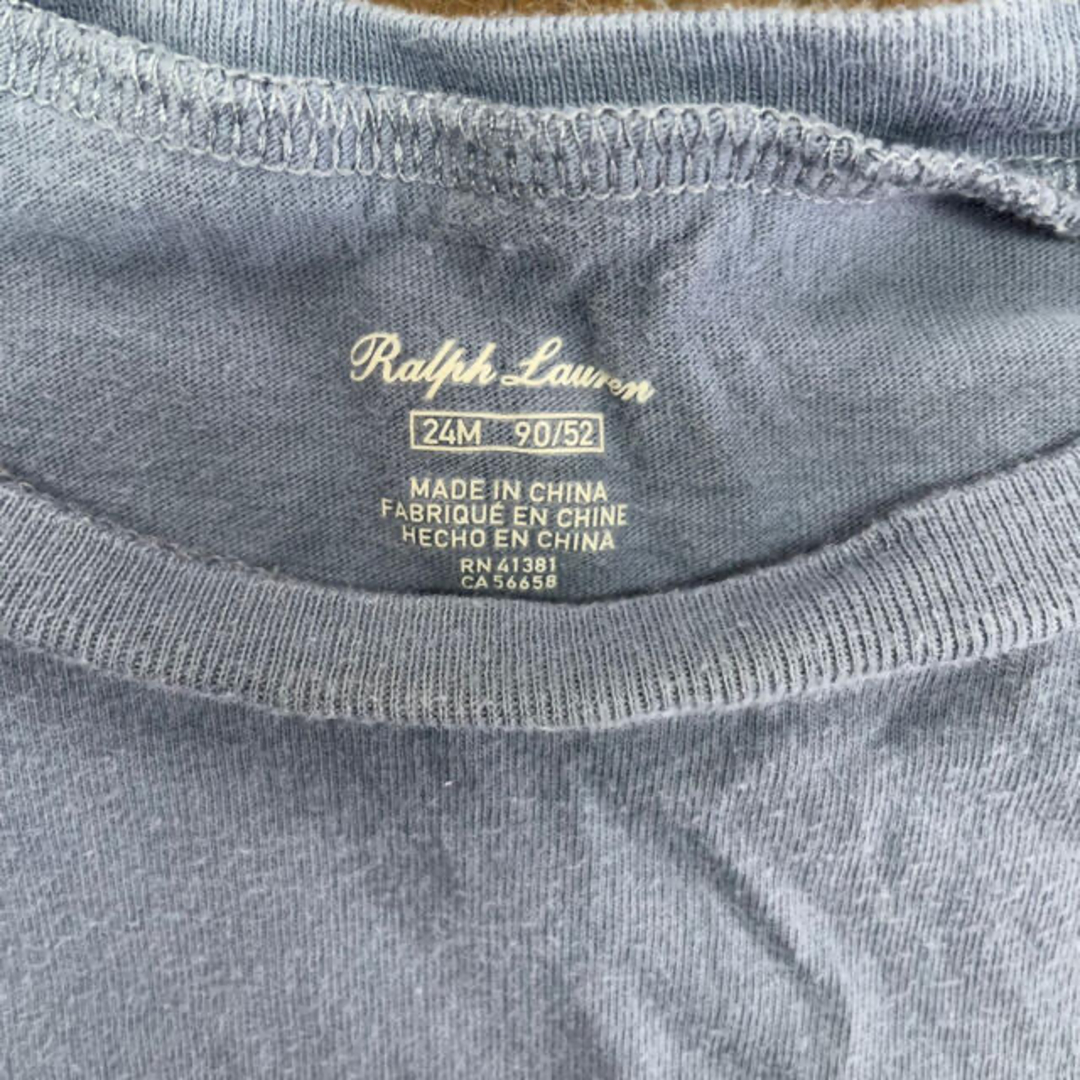 Ralph Lauren
24M 90/52
MADE IN CHINA
FABRIQUÉ EN CHINE
HECHO EN CHINA
RN 41381
CA 56658